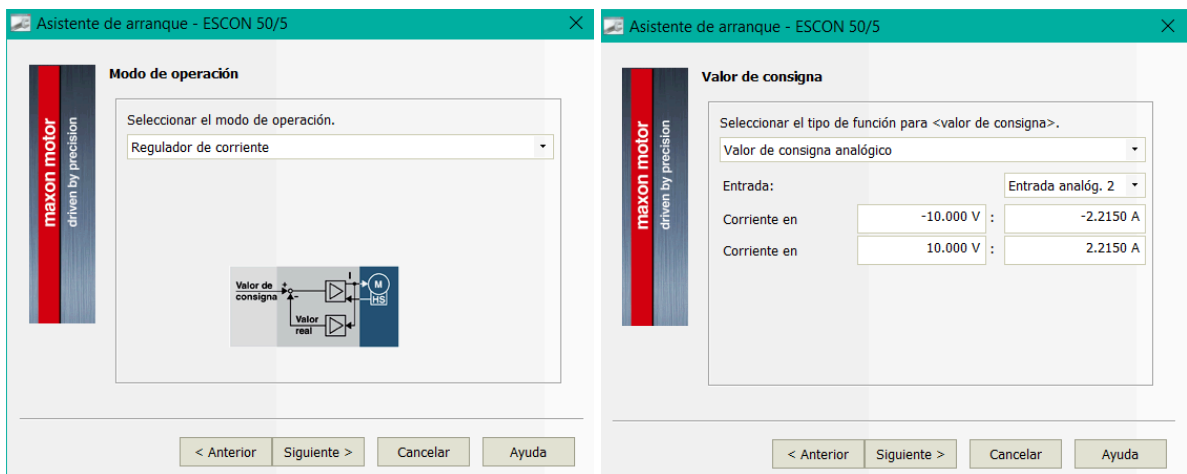 Asistente de arranque - ESCON 50/5
maxon motor
driven by precision
Modo de operación
Seleccionar el modo de operación.
Regulador de corriente
Valor de
consigna
+
-
I
M
HS
Valor
real
< Anterior
Siguiente >
Cancelar
Ayuda
Asistente de arranque - ESCON 50/5
maxon motor
driven by precision
Valor de consigna
Seleccionar el tipo de función para <valor de consigna>.
Valor de consigna analógico
Entrada: Entrada analóg. 2
Corriente en -10.000 V : -2.2150 A
Corriente en 10.000 V : 2.2150 A
< Anterior
Siguiente >
Cancelar
Ayuda